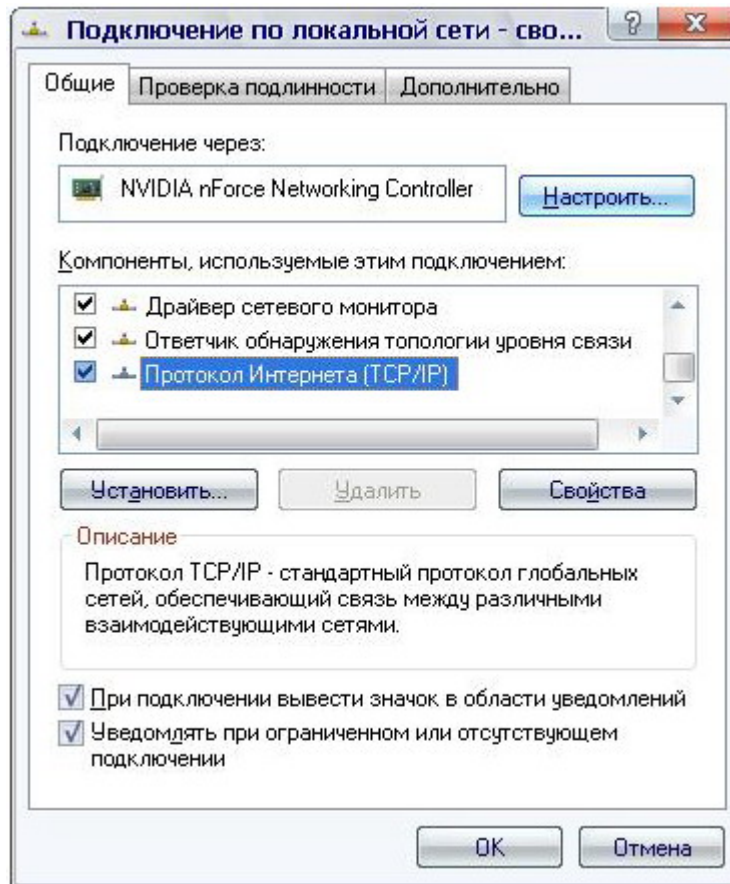 Подключение по локальной сети - сво...
Общие
Проверка подлинности
Дополнительно
Подключение через:
NVIDIA nForce Networking Controller
Настроить...
Компоненты, используемые этим подключением:
Драйвер сетевого монитора
Ответчик обнаружения топологии уровня связи
Протокол Интернета (TCP/IP)
Установить...
Удалить
Свойства
Описание
Протокол TCP/IP - стандартный протокол глобальных
сетей, обеспечивающий связь между различными
взаимодействующими сетями.
При подключении вывести значок в области уведомлений
Уведомлять при ограниченном или отсутствующем
подключении
OK
Отмена